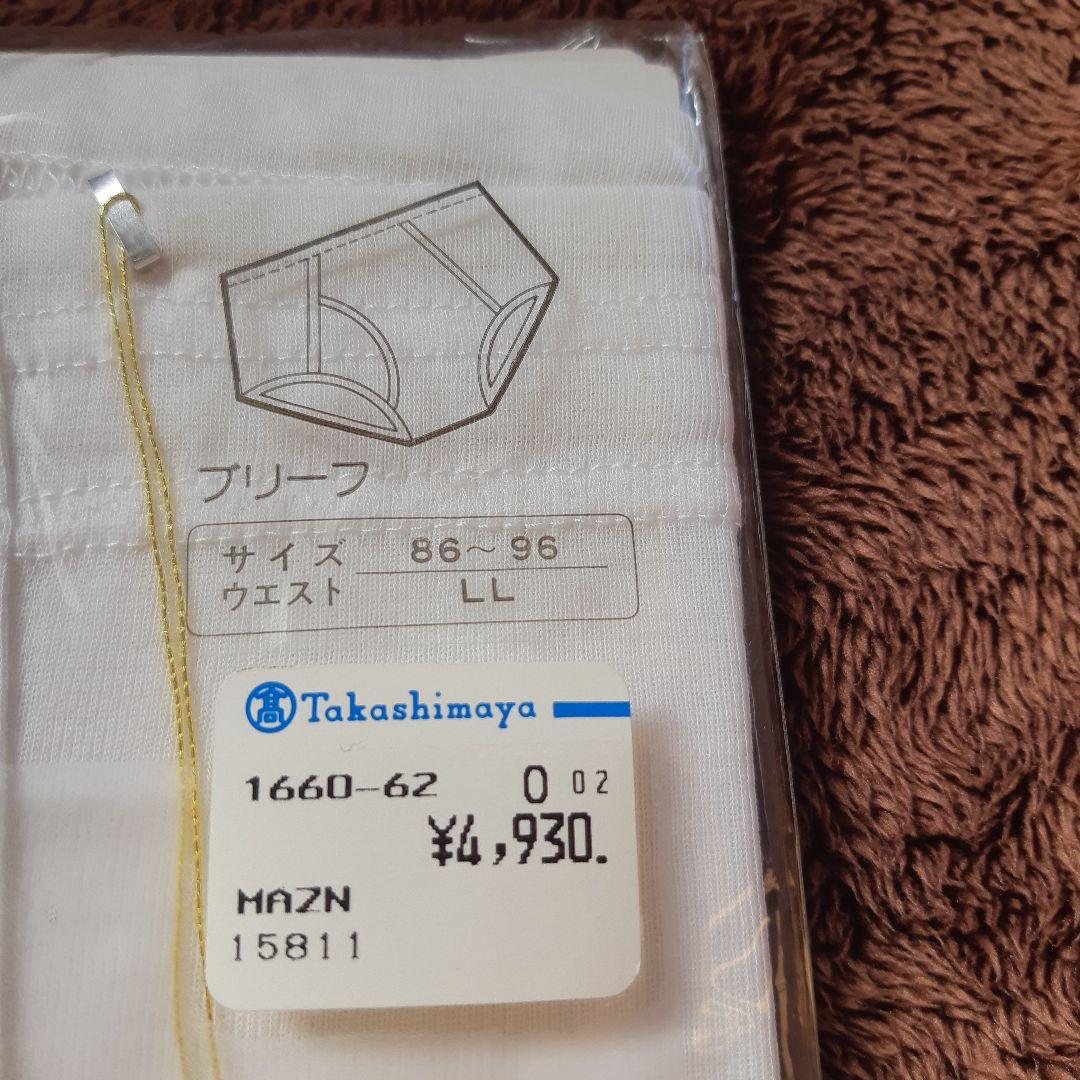 ブリーフ
サイズ 86～96
ウエスト LL
髙 Takashimaya
1660-62 0 02
¥4,930.
MAZN
15811